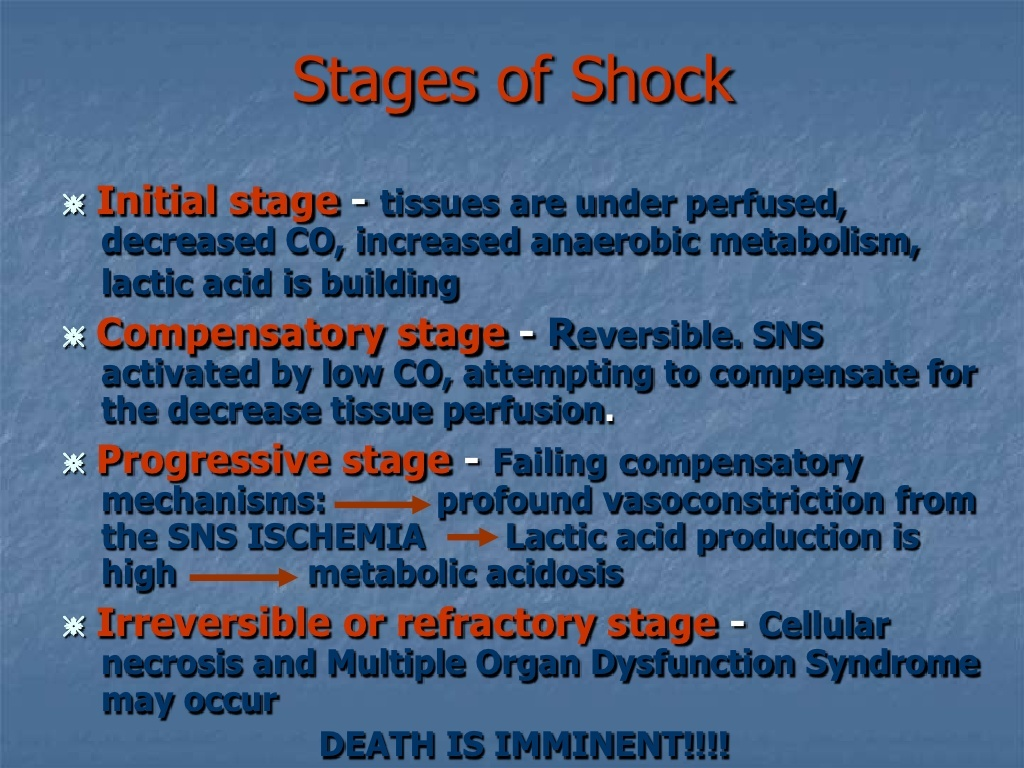 Stages of Shock
Initial stage - tissues are under perfused,
decreased CO, increased anaerobic metabolism,
lactic acid is building
Compensatory stage - Reversible. SNS
activated by low CO, attempting to compensate for
the decrease tissue perfusion.
Progressive stage - Failing compensatory
mechanisms: profound vasoconstriction from
the SNS ISCHEMIA Lactic acid production is
high metabolic acidosis
Irreversible or refractory stage - Cellular
necrosis and Multiple Organ Dysfunction Syndrome
may occur
DEATH IS IMMINENT!!!!